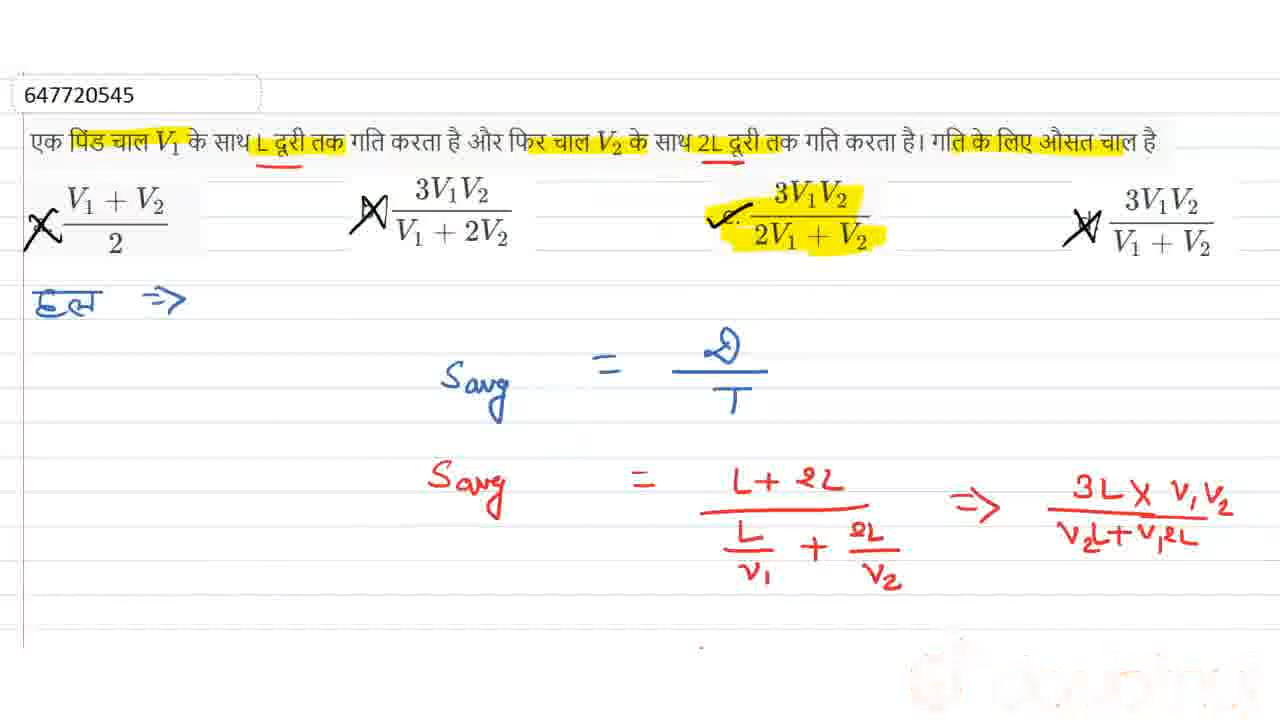 647720545
एक पिंड चाल V₁ के साथ L दूरी तक गति करता है और फिर चाल V₂ के साथ 2L दूरी तक गति करता है। गति के लिए औसत चाल है
(V₁ + V₂)/2   3V₁V₂/(V₁ + 2V₂)   c. 3V₁V₂/(2V₁ + V₂)   3V₁V₂/(V₁ + V₂)
हल ⇒
Savg = D/T
Savg = (L + 2L)/(L/v₁ + 2L/v₂) ⇒ (3L × v₁v₂)/(v₂L + v₁2L)